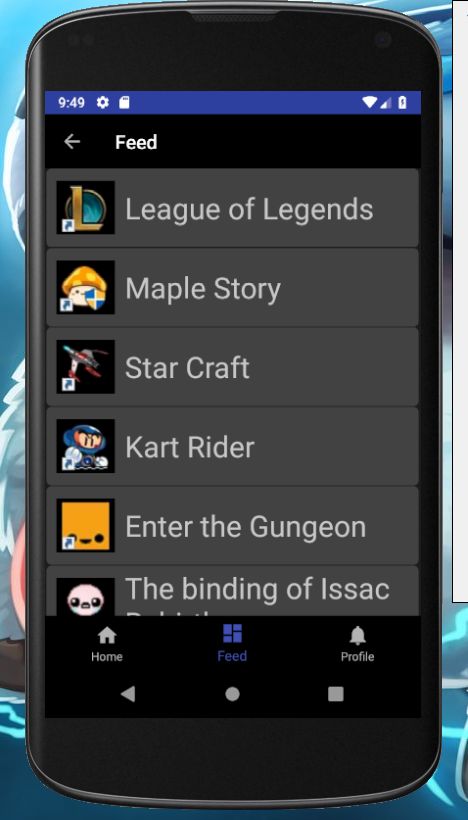 9:49
Feed
League of Legends
Maple Story
Star Craft
Kart Rider
Enter the Gungeon
The binding of Issac
Home
Feed
Profile